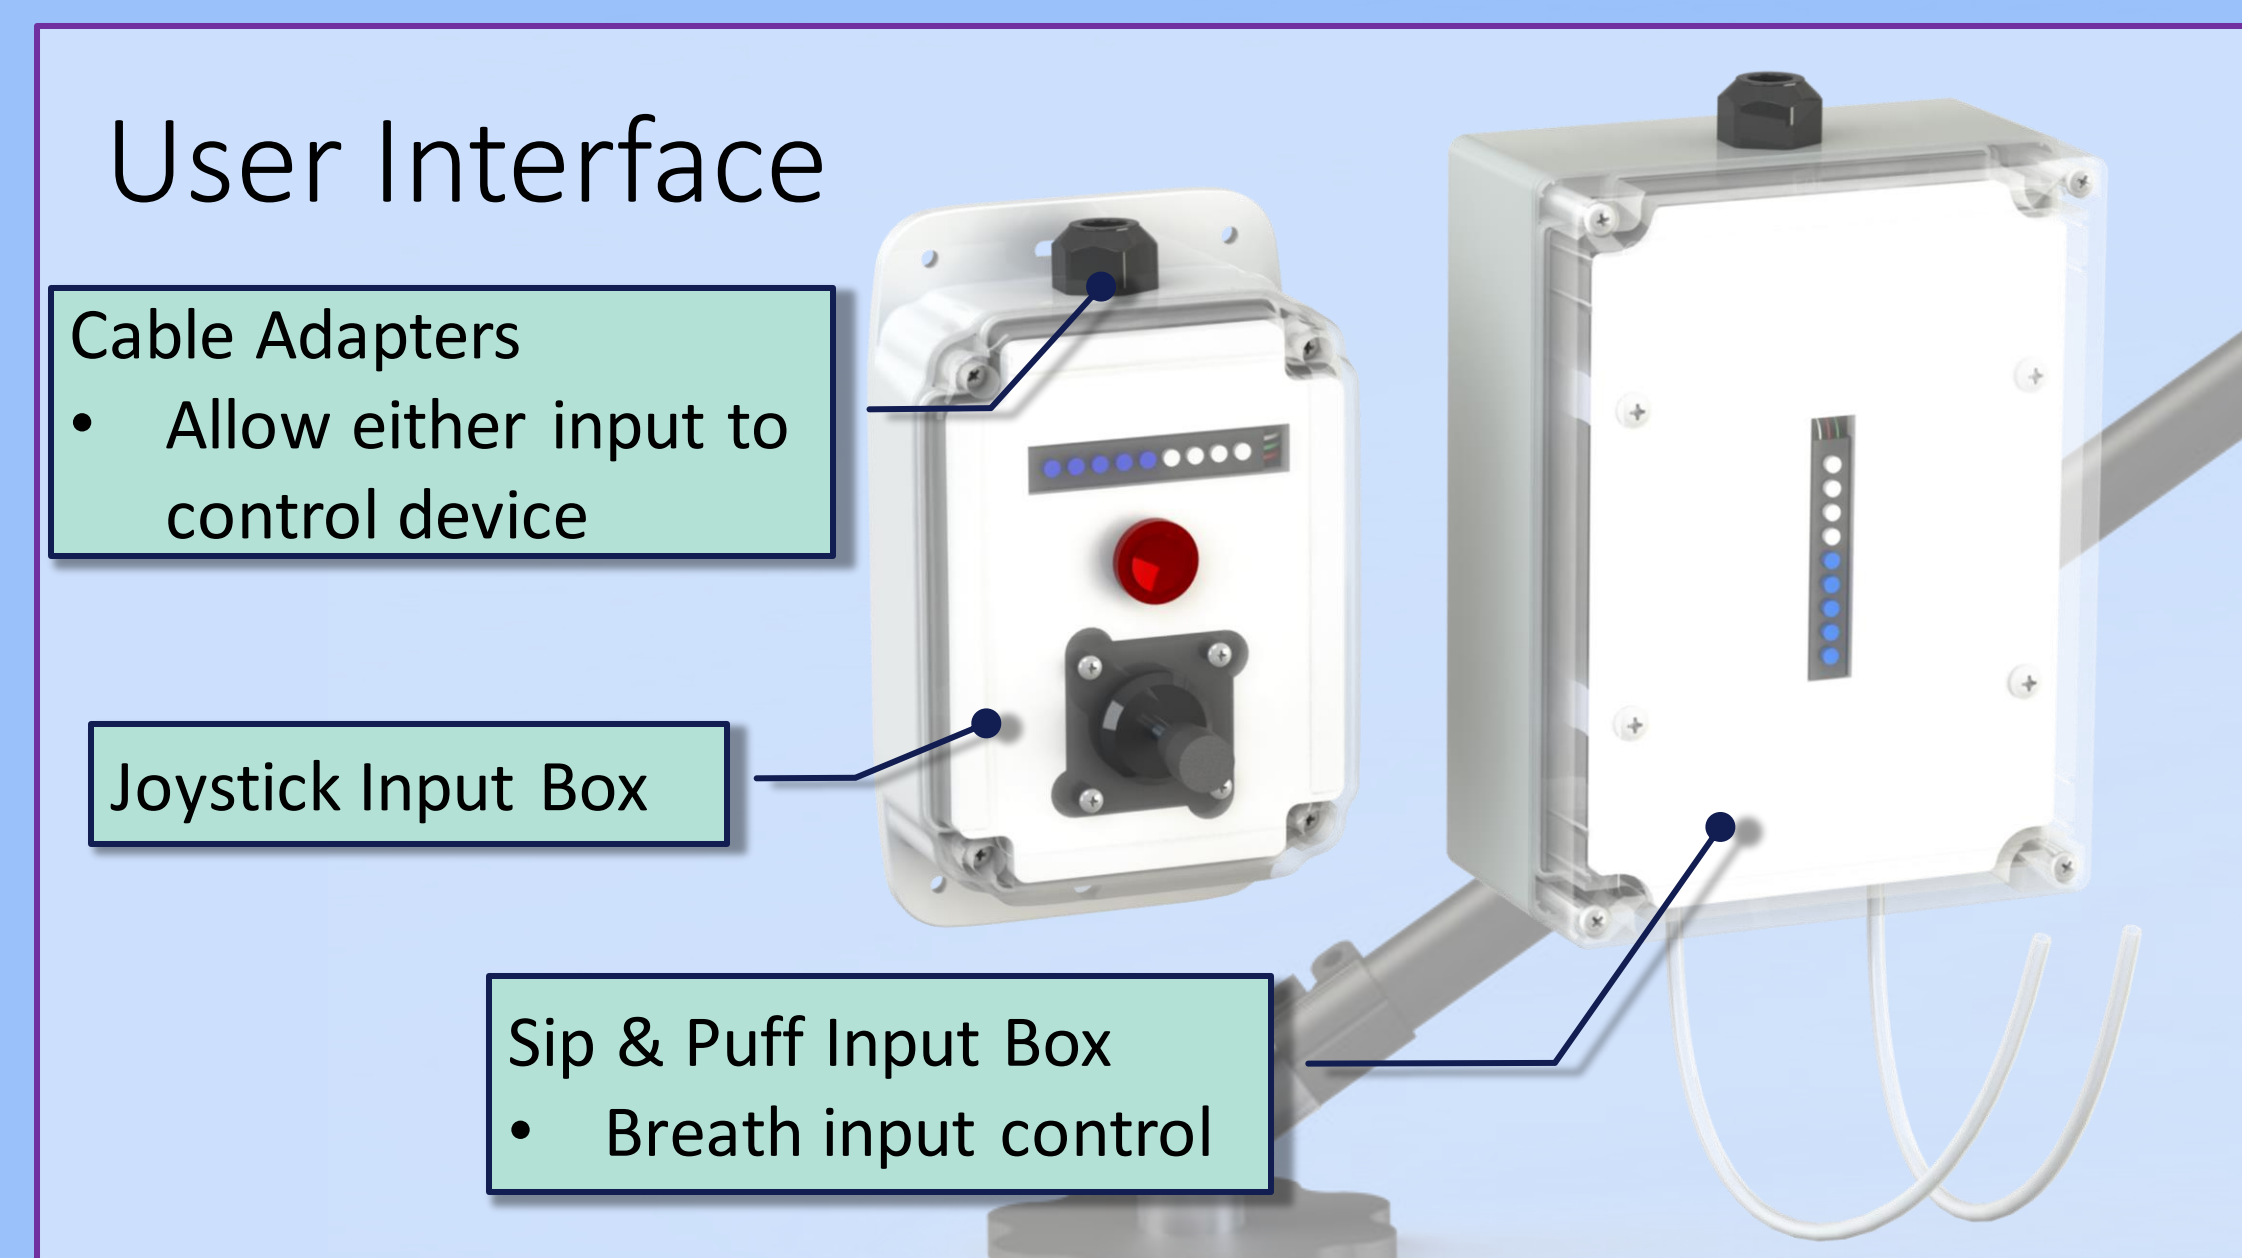 User Interface
Cable Adapters
• Allow either input to
control device
Joystick Input Box
Sip & Puff Input Box
• Breath input control